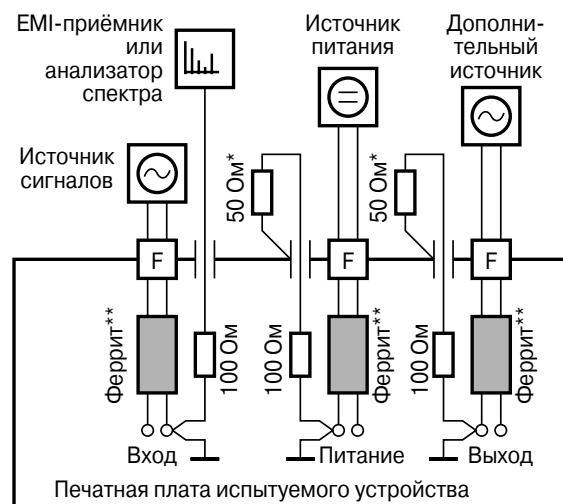 EMI-приёмник
или
анализатор
спектра
Источник
питания
Дополни-
тельный
источник
Источник
сигналов
50 Ом*
50 Ом*
F
F
F
Феррит**
100 Ом
100 Ом
Феррит**
100 Ом
Феррит**
Вход
Питание
Выход
Печатная плата испытуемого устройства